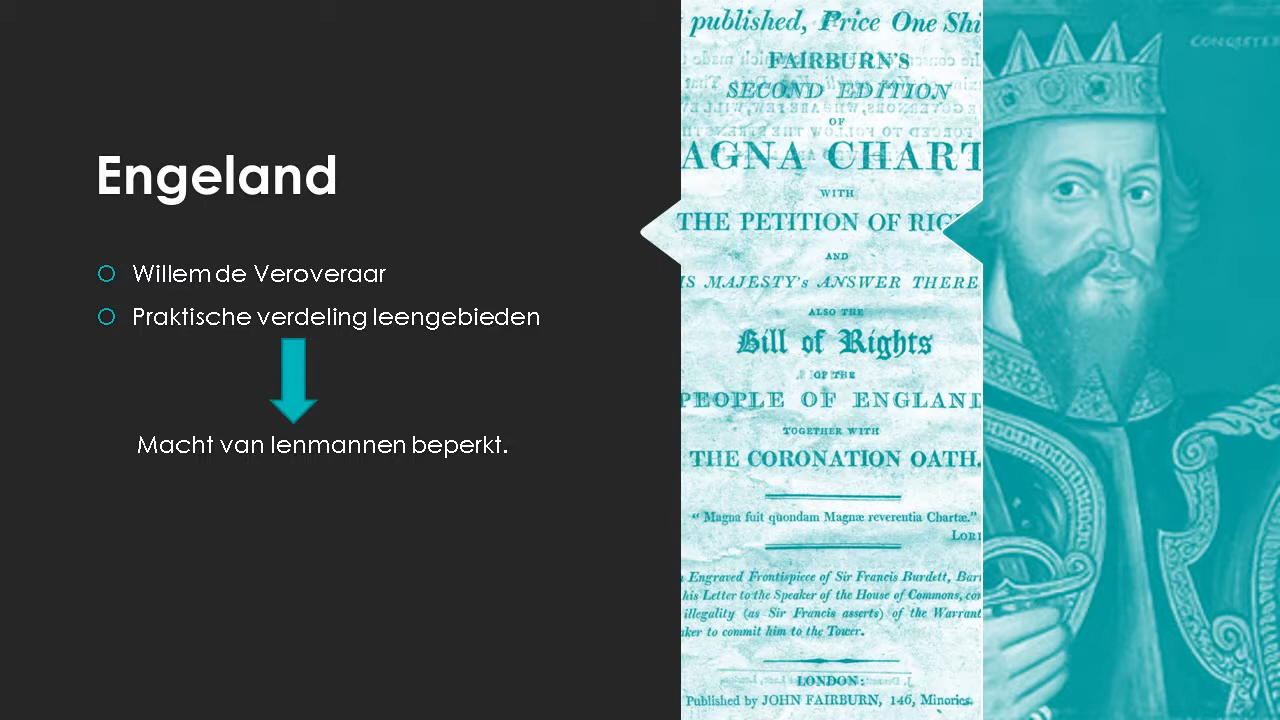 Engeland
Willem de Veroveraar
Praktische verdeling leengebieden
Macht van lenmannen beperkt.
published, Price One Shi
FAIRBURN'S
SECOND EDITION
OF
AGNA CHART
WITH
THE PETITION OF RIG
AND
IS MAJESTY's ANSWER THERE
ALSO THE
Bill of Rights
OF THE
PEOPLE OF ENGLAND
TOGETHER WITH
THE CORONATION OATH.
“ Magna fuit quondam Magnæ reverentia Chartæ.”
LORD
Engraved Frontispiece of Sir Francis Burdett, Bar
his Letter to the Speaker of the House of Commons, con
illegality (as Sir Francis asserts) of the Warrant
aker to commit him to the Tower.
LONDON:
Published by JOHN FAIRBURN, 146, Minories.